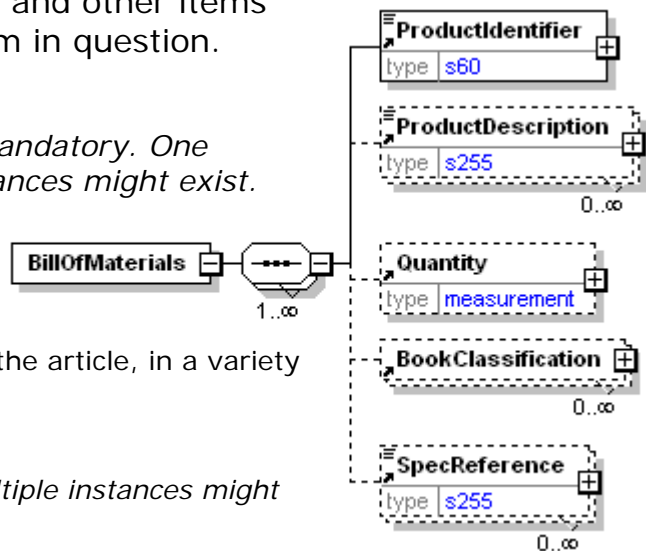 and other items
m in question.
andatory. One
ances might exist.
the article, in a variety
ltiple instances might
BillOfMaterials
1..∞
ProductIdentifier
type s60
ProductDescription
type s255
0..∞
Quantity
type measurement
BookClassification
0..∞
SpecReference
type s255
0..∞